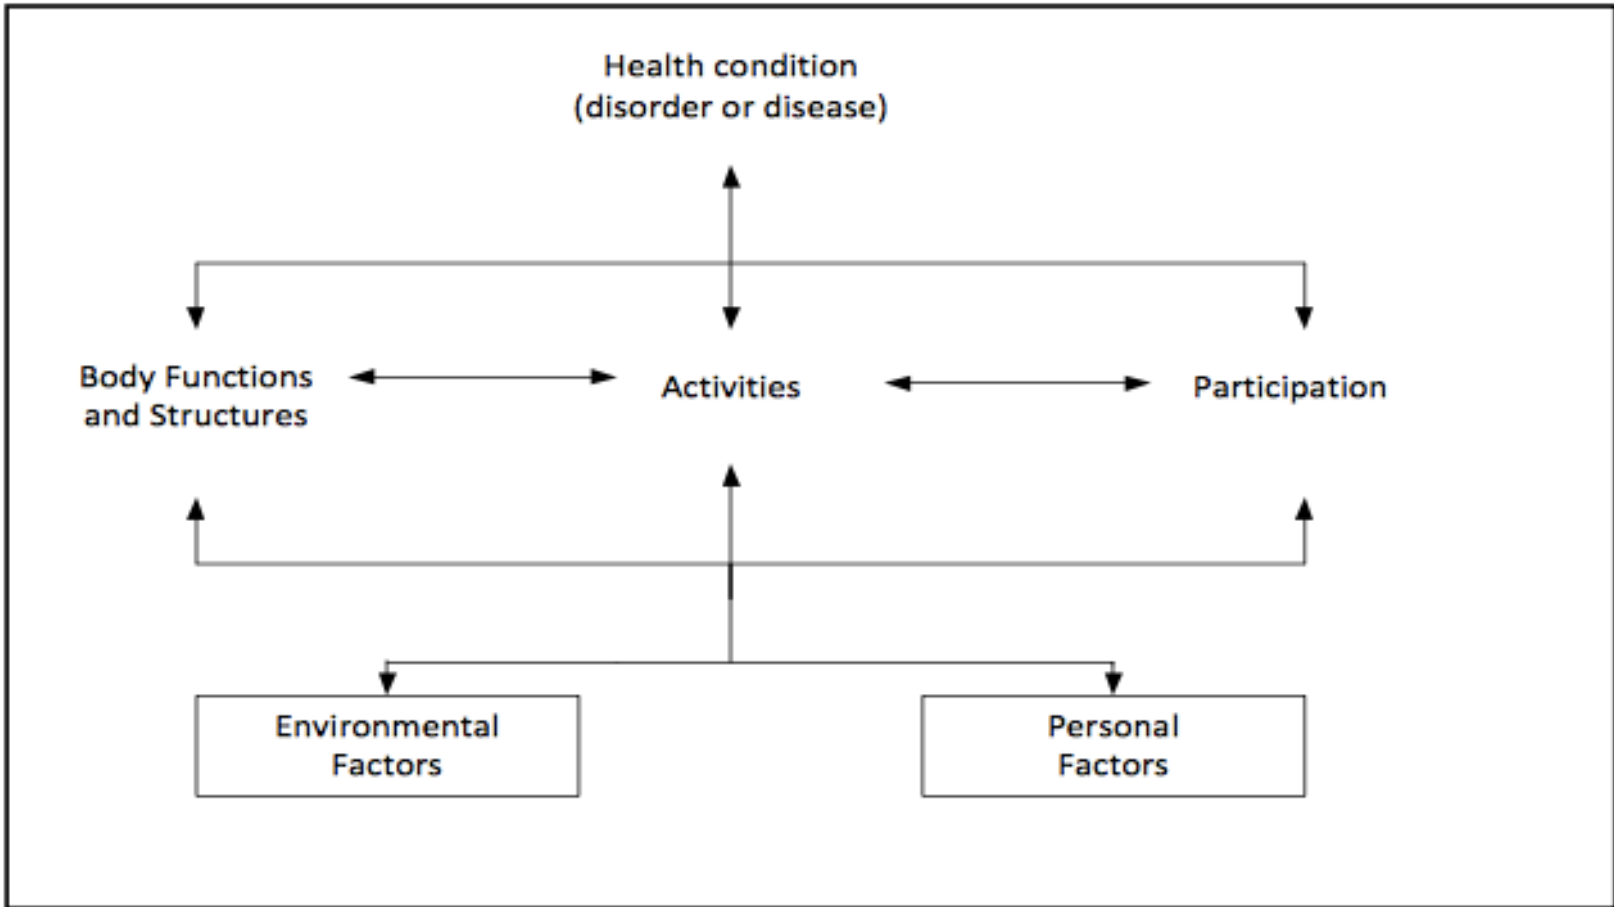 Health condition
(disorder or disease)
Body Functions
and Structures
Activities
Participation
Environmental
Factors
Personal
Factors